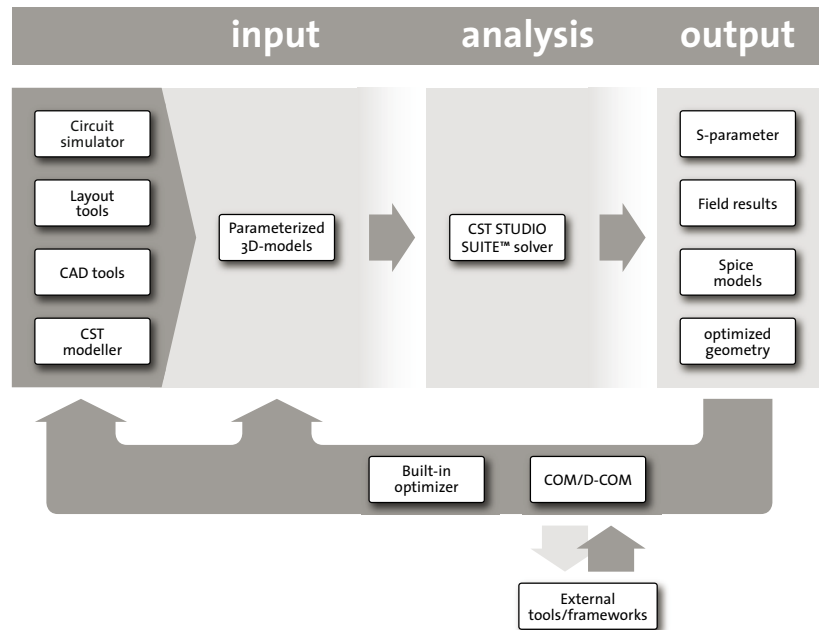 input analysis output
Circuit
simulator
Layout
tools
CAD tools
CST
modeller
Parameterized
3D-models
CST STUDIO
SUITE™ solver
S-parameter
Field results
Spice
models
optimized
geometry
Built-in
optimizer
COM/D-COM
External
tools/frameworks